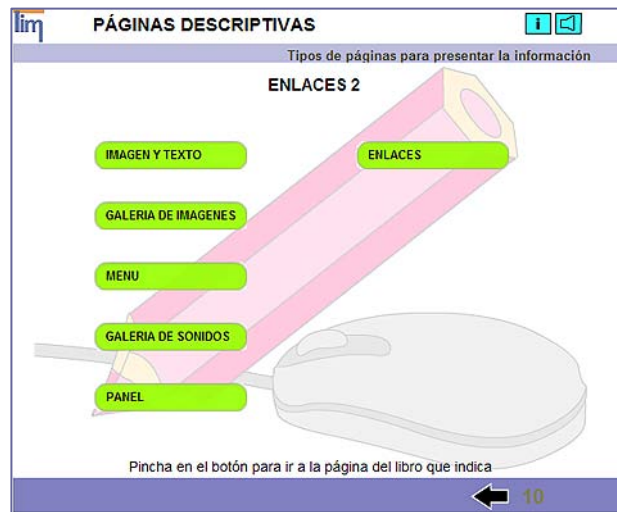 lim
PÁGINAS DESCRIPTIVAS
i
Tipos de páginas para presentar la información
ENLACES 2
IMAGEN Y TEXTO
ENLACES
GALERIA DE IMAGENES
MENU
GALERIA DE SONIDOS
PANEL
Pincha en el botón para ir a la página del libro que indica
10